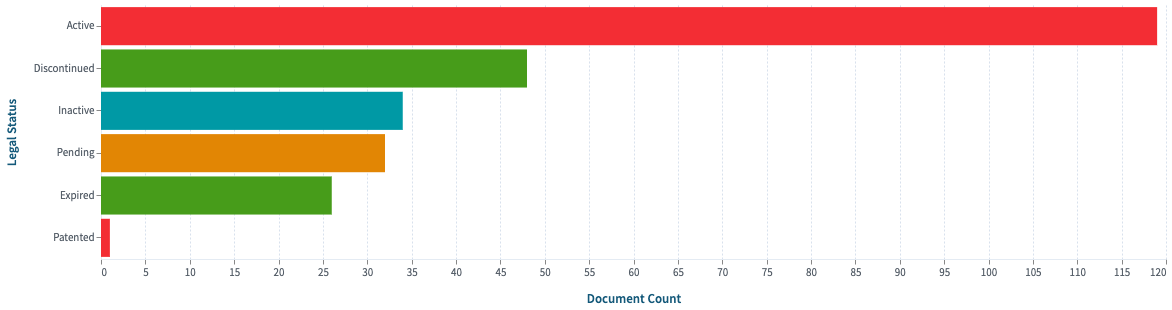 Legal Status
Active
Discontinued
Inactive
Pending
Expired
Patented
0 5 10 15 20 25 30 35 40 45 50 55 60 65 70 75 80 85 90 95 100 105 110 115 120
Document Count